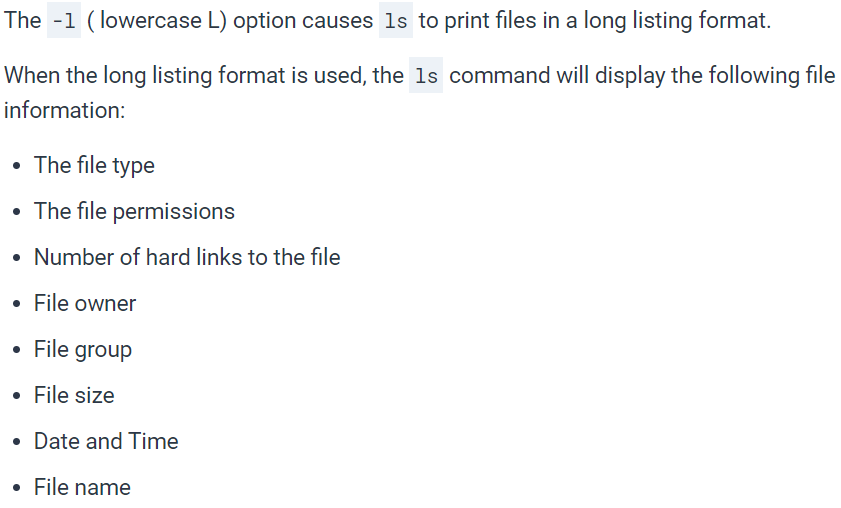 The -l ( lowercase L) option causes ls to print files in a long listing format.
When the long listing format is used, the ls command will display the following file
information:
• The file type
• The file permissions
• Number of hard links to the file
• File owner
• File group
• File size
• Date and Time
• File name